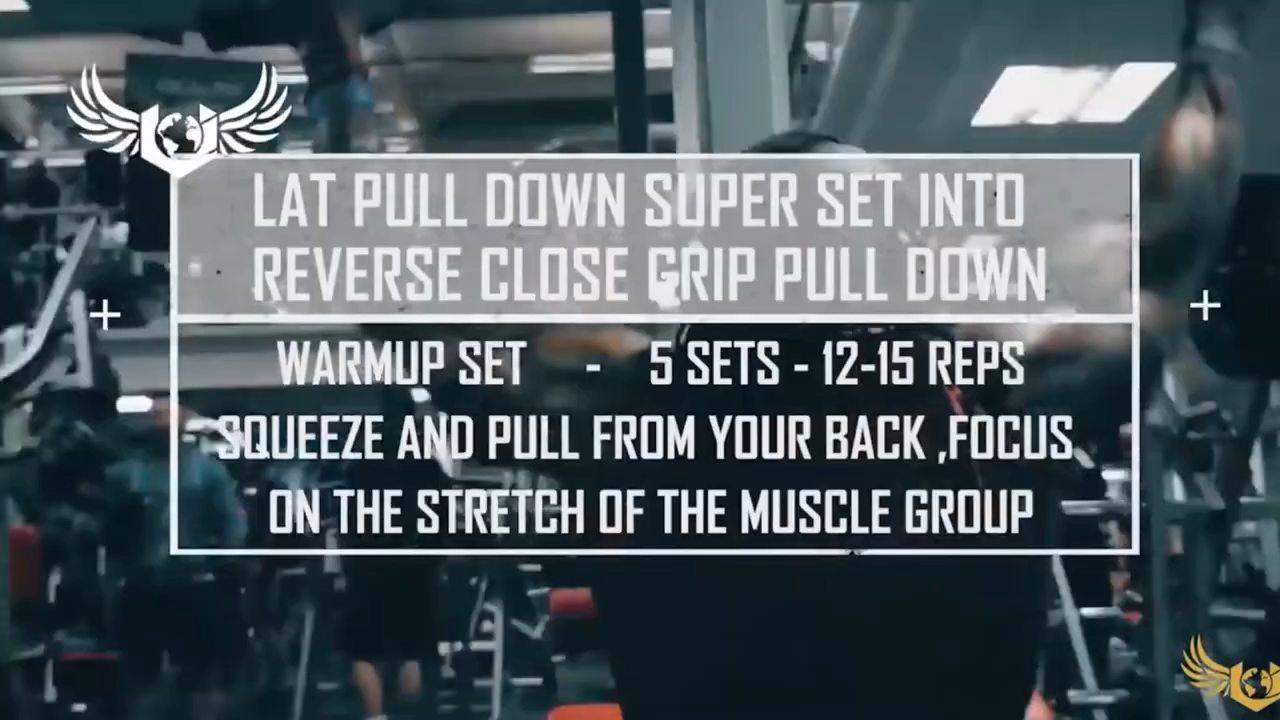 LAT PULL DOWN SUPER SET INTO
REVERSE CLOSE GRIP PULL DOWN
WARMUP SET - 5 SETS - 12-15 REPS
SQUEEZE AND PULL FROM YOUR BACK ,FOCUS
ON THE STRETCH OF THE MUSCLE GROUP